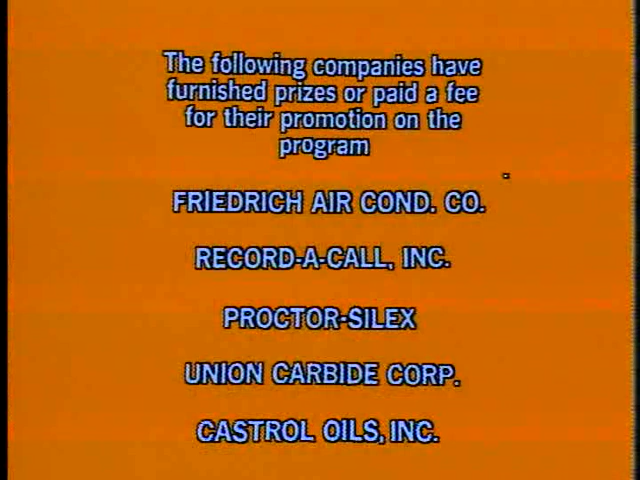 The following companies have
furnished prizes or paid a fee
for their promotion on the
program
FRIEDRICH AIR COND. CO.
RECORD-A-CALL, INC.
PROCTOR-SILEX
UNION CARBIDE CORP.
CASTROL OILS, INC.